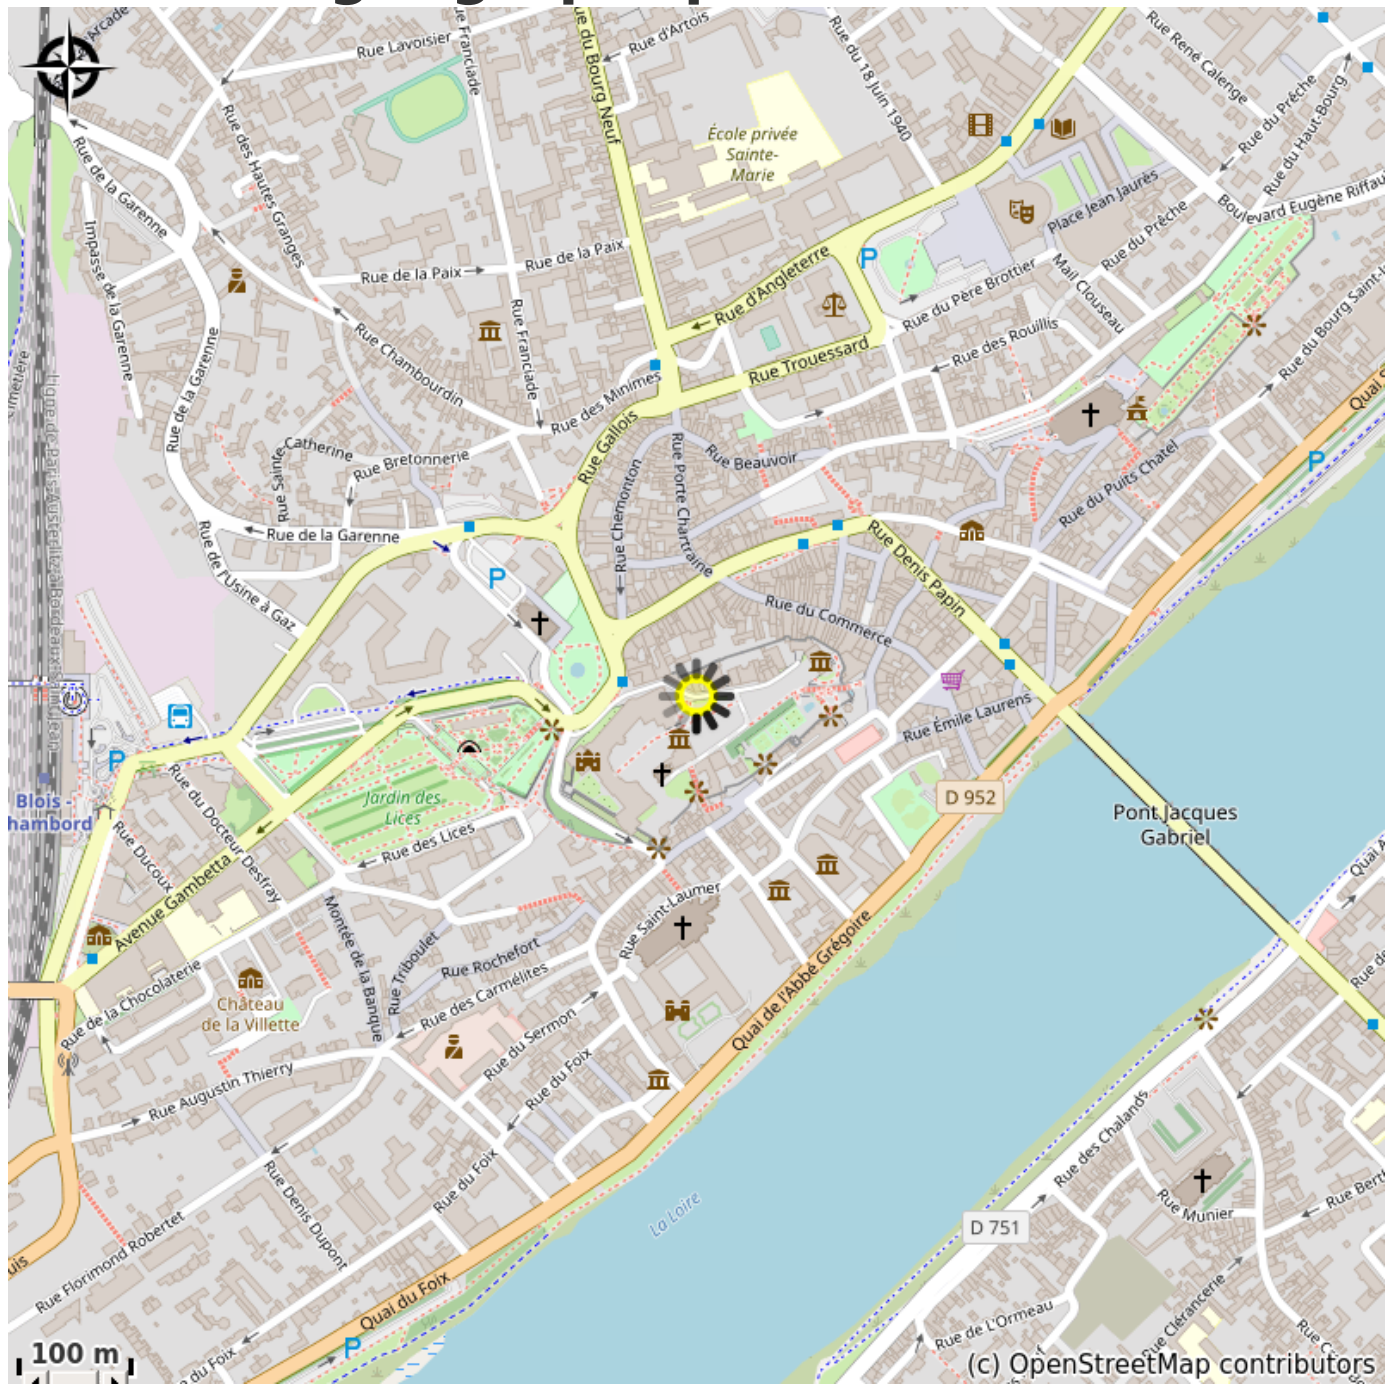 Rue Lavoisier
Rue d'Artois
Rue du Bourg Neuf
Rue du 18 Juin 1940
Rue René Calenge
Rue du Prêche
Rue du Haut-Bourg
École privée
Sainte-
Marie
Rue de la Garenne
Rue des Hautes Granges
Impasse de la Garenne
Rue de la Paix
Rue de la Paix
Rue Franciade
Rue d'Angleterre
Place Jean Jaurès
Rue du Prêche
Mail Clouseau
Rue du Père Brottier
Rue des Rouillis
Rue Trouessard
Rue Chambourdin
Rue des Minimes
Rue de la Garenne
Rue Gallois
Catherine
Rue Sainte
Rue Bretonnerie
Rue Beauvoir
Rue Porte Chartraine
Rue Chemonton
Rue du Puits Chatel
Rue de la Garenne
Rue de l'Usine à Gaz
Rue Denis Papin
Rue du Commerce
Rue Émile Laurens
P
P
P
P
P
Blois -
hambord
Rue du Docteur Desfray
Rue Ducoux
Avenue Gambetta
Jardin des
Lices
Rue des Lices
D 952
Pont Jacques
Gabriel
Rue Saint-Laumer
Quai de l'Abbé Grégoire
Montée de la Banque
Rue Triboulet
Rue Rochefort
Rue des Carmélites
Rue du Sermon
Rue du Foix
Château
de la Villette
Rue de la Chocolaterie
Rue Augustin Thierry
Rue du Foix
Rue Denis Dupont
Rue Florimond Robertet
Quai du Foix
La Loire
Rue des Chalands
Rue Munier
D 751
Rue de L'Ormeau
Rue Clérancerie
100 m
(c) OpenStreetMap contributors